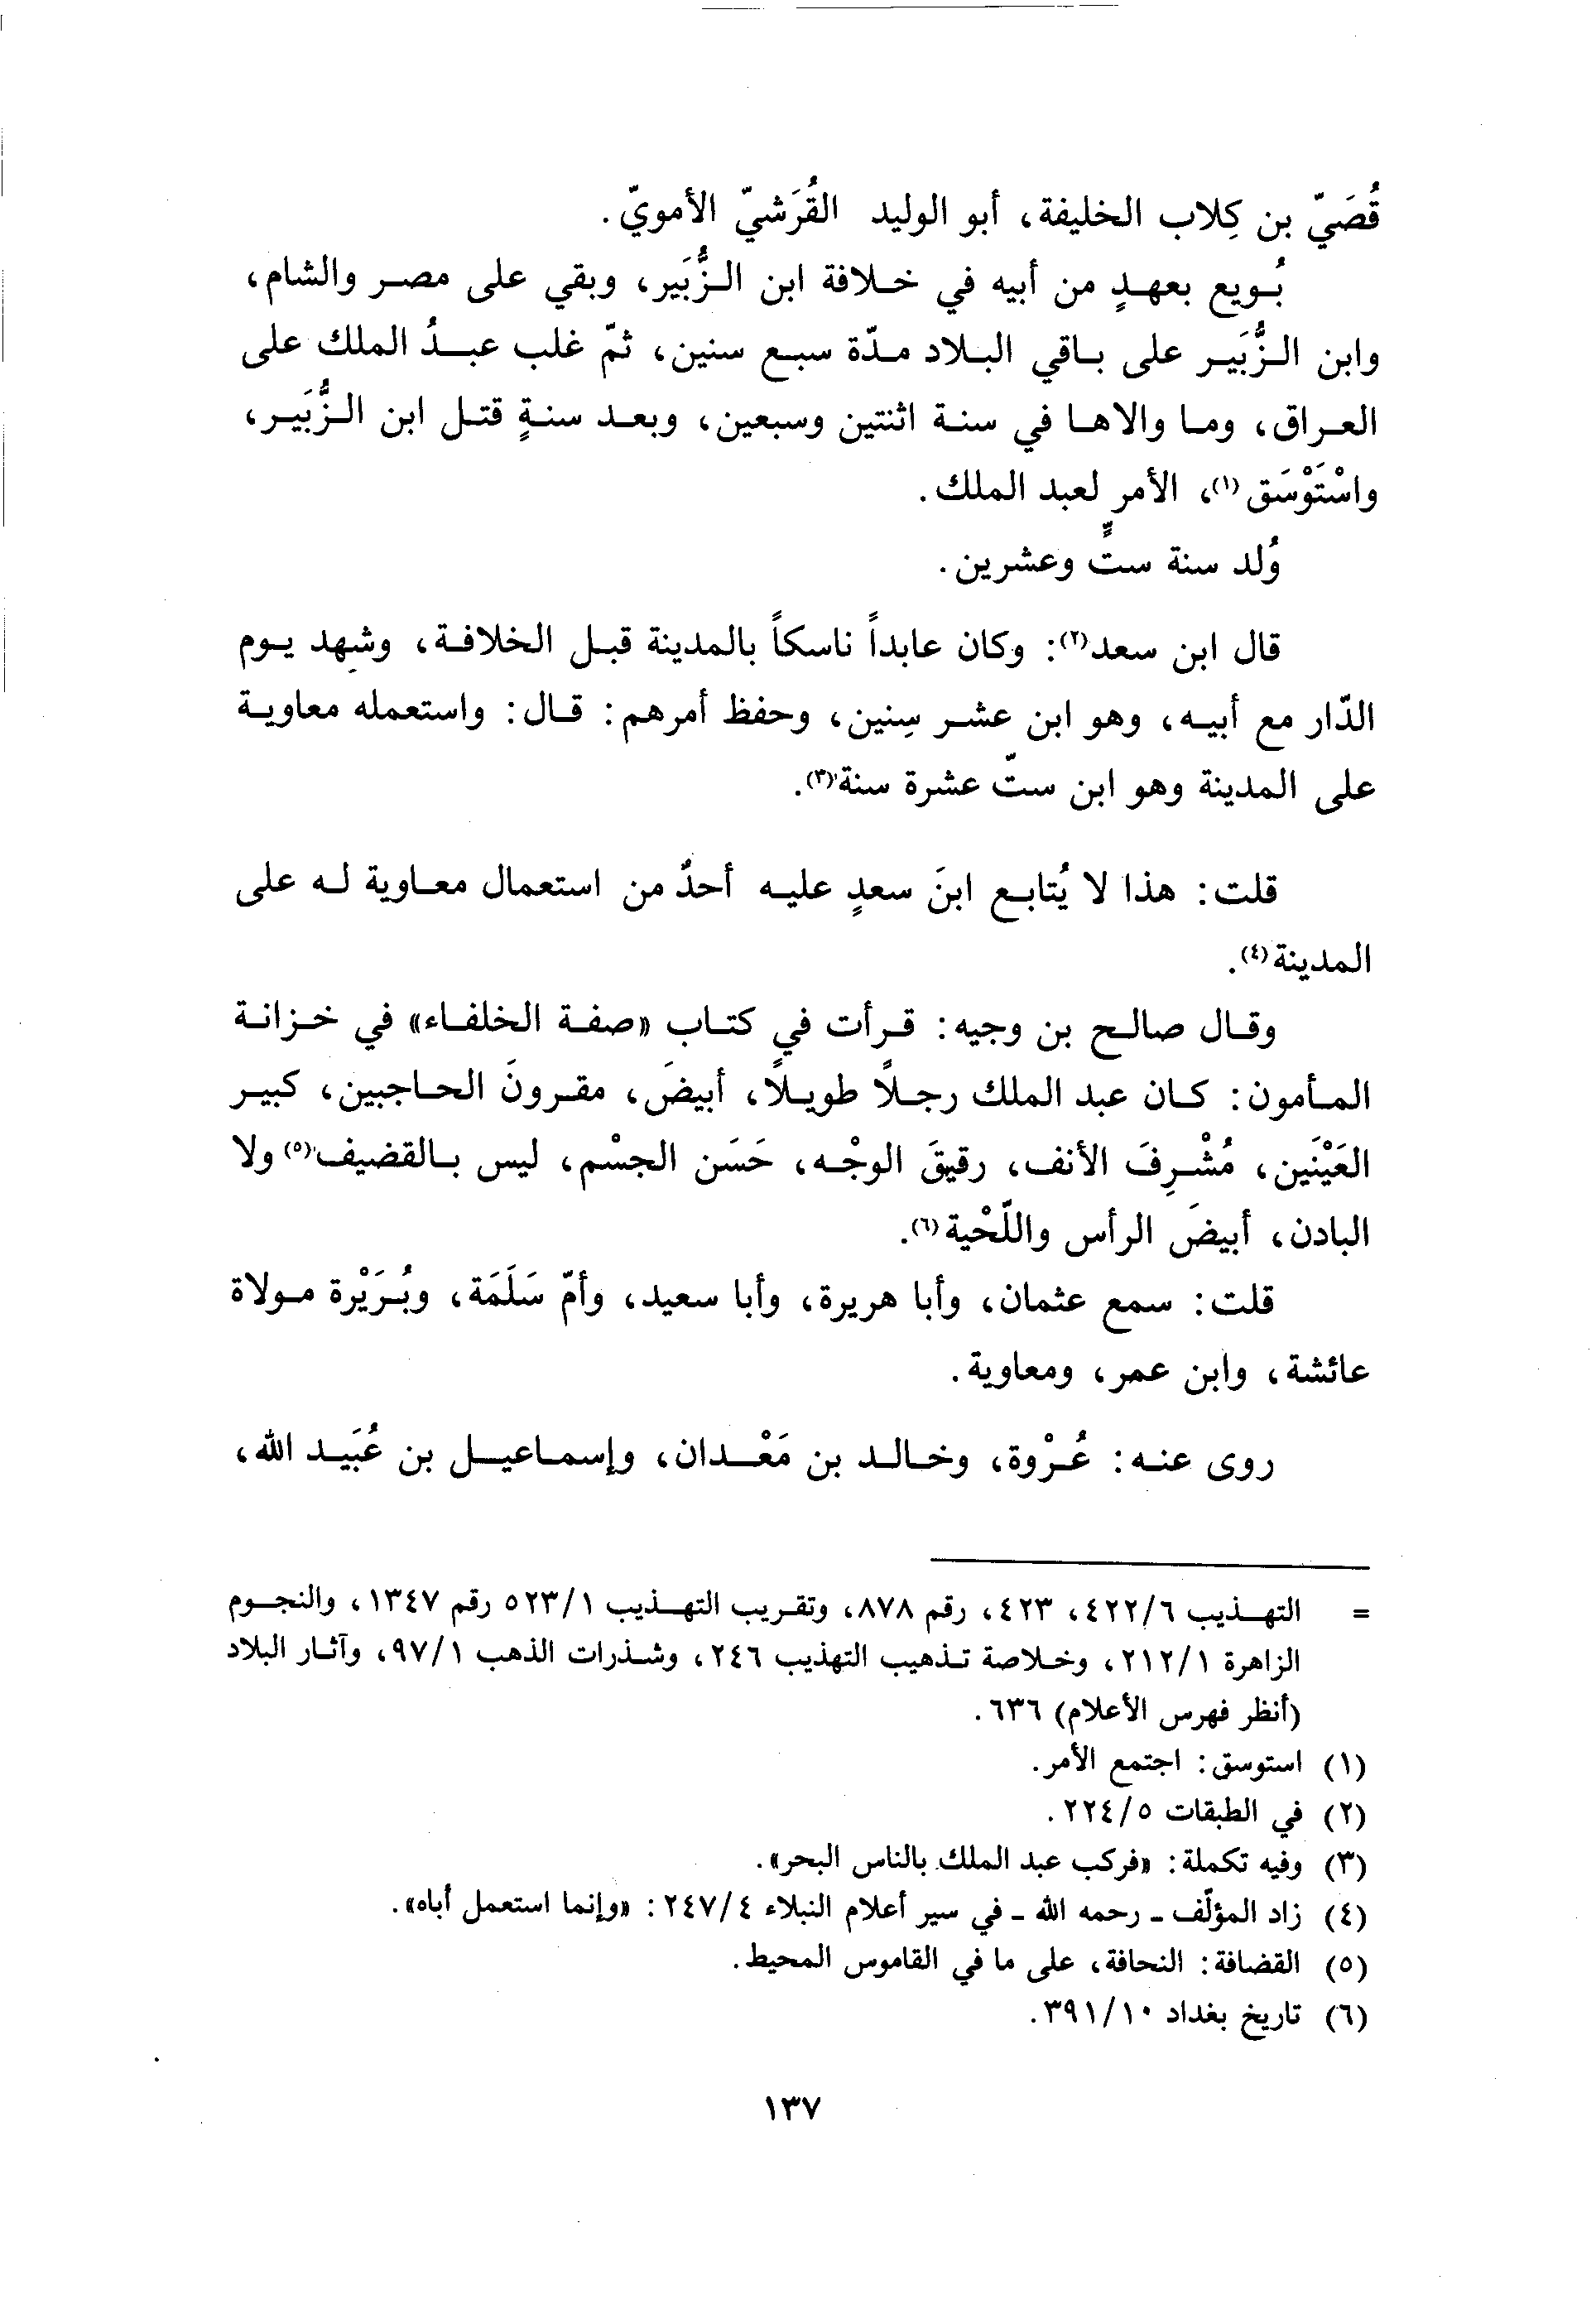 قُصَيّ بن كِلاب الخليفة، أبو الوليد القُرَشيّ الأمويّ.
بُويع بعهدٍ من أبيه في خلافة ابن الزُّبَير، وبقي على مصر والشام،
وابن الزُّبَير على باقي البلاد مدّة سبع سنين، ثمّ غلب عبدُ الملك على
العراق، وما والاها في سنة اثنتين وسبعين، وبعد سنةٍ قتل ابن الزُّبَير،
واسْتَوْسَق(١)، الأمر لعبد الملك.
وُلد سنة ستٍّ وعشرين.
قال ابن سعد(٢): وكان عابداً ناسكاً بالمدينة قبل الخلافة، وشهد يوم
الدّار مع أبيه، وهو ابن عشر سِنين، وحفظ أمرهم: قال: واستعمله معاوية
على المدينة وهو ابن ستّ عشرة سنة(٣).
قلت: هذا لا يُتابع ابنَ سعدٍ عليه أحدٌ من استعمال معاوية له على
المدينة(٤).
وقال صالح بن وجيه: قرأت في كتاب «صفة الخلفاء» في خزانة
المأمون: كان عبد الملك رجلاً طويلاً، أبيضَ، مقرونَ الحاجبين، كبير
العَيْنَين، مُشْرِفَ الأنف، رقيقَ الوجْه، حَسَن الجسْم، ليس بالقضيف(٥) ولا
البادن، أبيضَ الرأس واللّحْية(٦).
قلت: سمع عثمان، وأبا هريرة، وأبا سعيد، وأمّ سَلَمَة، وبُرَيْرة مولاة
عائشة، وابن عمر، ومعاوية.
روى عنه: عُرْوة، وخالد بن مَعْدان، وإسماعيل بن عُبَيد الله،
= التهذيب ٤٢٢/٦، ٤٢٣، رقم ٨٧٨، وتقريب التهذيب ٥٢٣/١ رقم ١٣٤٧، والنجوم
الزاهرة ٢١٢/١، وخلاصة تذهيب التهذيب ٢٤٦، وشذرات الذهب ٩٧/١، وآثار البلاد
(أنظر فهرس الأعلام) ٦٣٦.
(١) استوسق: اجتمع الأمر.
(٢) في الطبقات ٢٢٤/٥.
(٣) وفيه تكملة: «فركب عبد الملك بالناس البحر».
(٤) زاد المؤلّف - رحمه الله - في سير أعلام النبلاء ٢٤٧/٤: «وإنما استعمل أباه».
(٥) القضافة: النحافة، على ما في القاموس المحيط.
(٦) تاريخ بغداد ٣٩١/١٠.
١٣٧